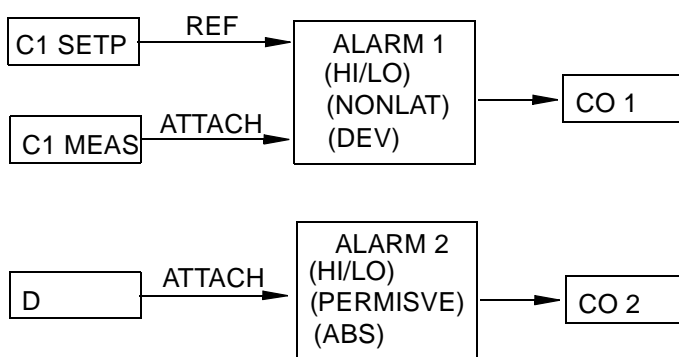 C1 SETP
REF
ALARM 1
(HI/LO)
(NONLAT)
(DEV)
C1 MEAS
ATTACH
CO 1
ALARM 2
(HI/LO)
(PERMISVE)
(ABS)
D
ATTACH
CO 2